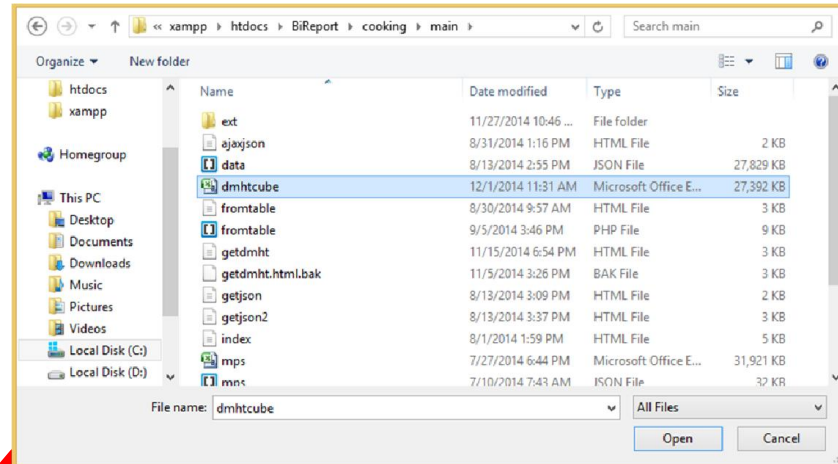 « xampp htdocs BiReport cooking main Search main
Organize New folder
htdocs
xampp
Homegroup
This PC
Desktop
Documents
Downloads
Music
Pictures
Videos
Local Disk (C:)
Local Disk (D:)
Name Date modified Type Size
ext 11/27/2014 10:46 ... File folder
ajaxjson 8/31/2014 1:16 PM HTML File 2 KB
data 8/13/2014 2:55 PM JSON File 27,829 KB
dmhtcube 12/1/2014 11:31 AM Microsoft Office E... 27,392 KB
fromtable 8/30/2014 9:57 AM HTML File 3 KB
fromtable 9/5/2014 3:46 PM PHP File 9 KB
getdmht 11/15/2014 6:54 PM HTML File 3 KB
getdmht.html.bak 11/5/2014 3:26 PM BAK File 3 KB
getjson 8/13/2014 3:09 PM HTML File 2 KB
getjson2 8/13/2014 3:37 PM HTML File 3 KB
index 8/1/2014 1:59 PM HTML File 5 KB
mps 7/27/2014 6:44 PM Microsoft Office E... 31,921 KB
mps 7/10/2014 7:43 AM JSON File 32 KB
File name: dmhtcube All Files
Open Cancel